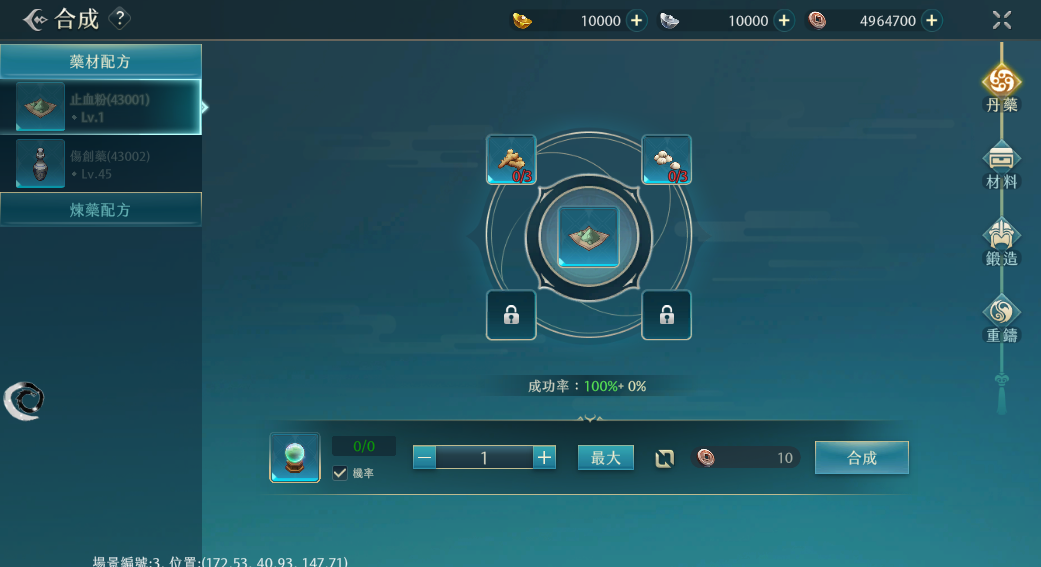 合成 ?
10000
10000
4964700
藥材配方
止血粉(43001)
Lv.1
傷創藥(43002)
Lv.45
煉藥配方
0/3
0/3
丹藥
材料
鍛造
重鑄
成功率：100%+ 0%
0/0
機率
1
最大
10
合成
場景編號:3, 位置:(172.53, 40.93, 147.71)